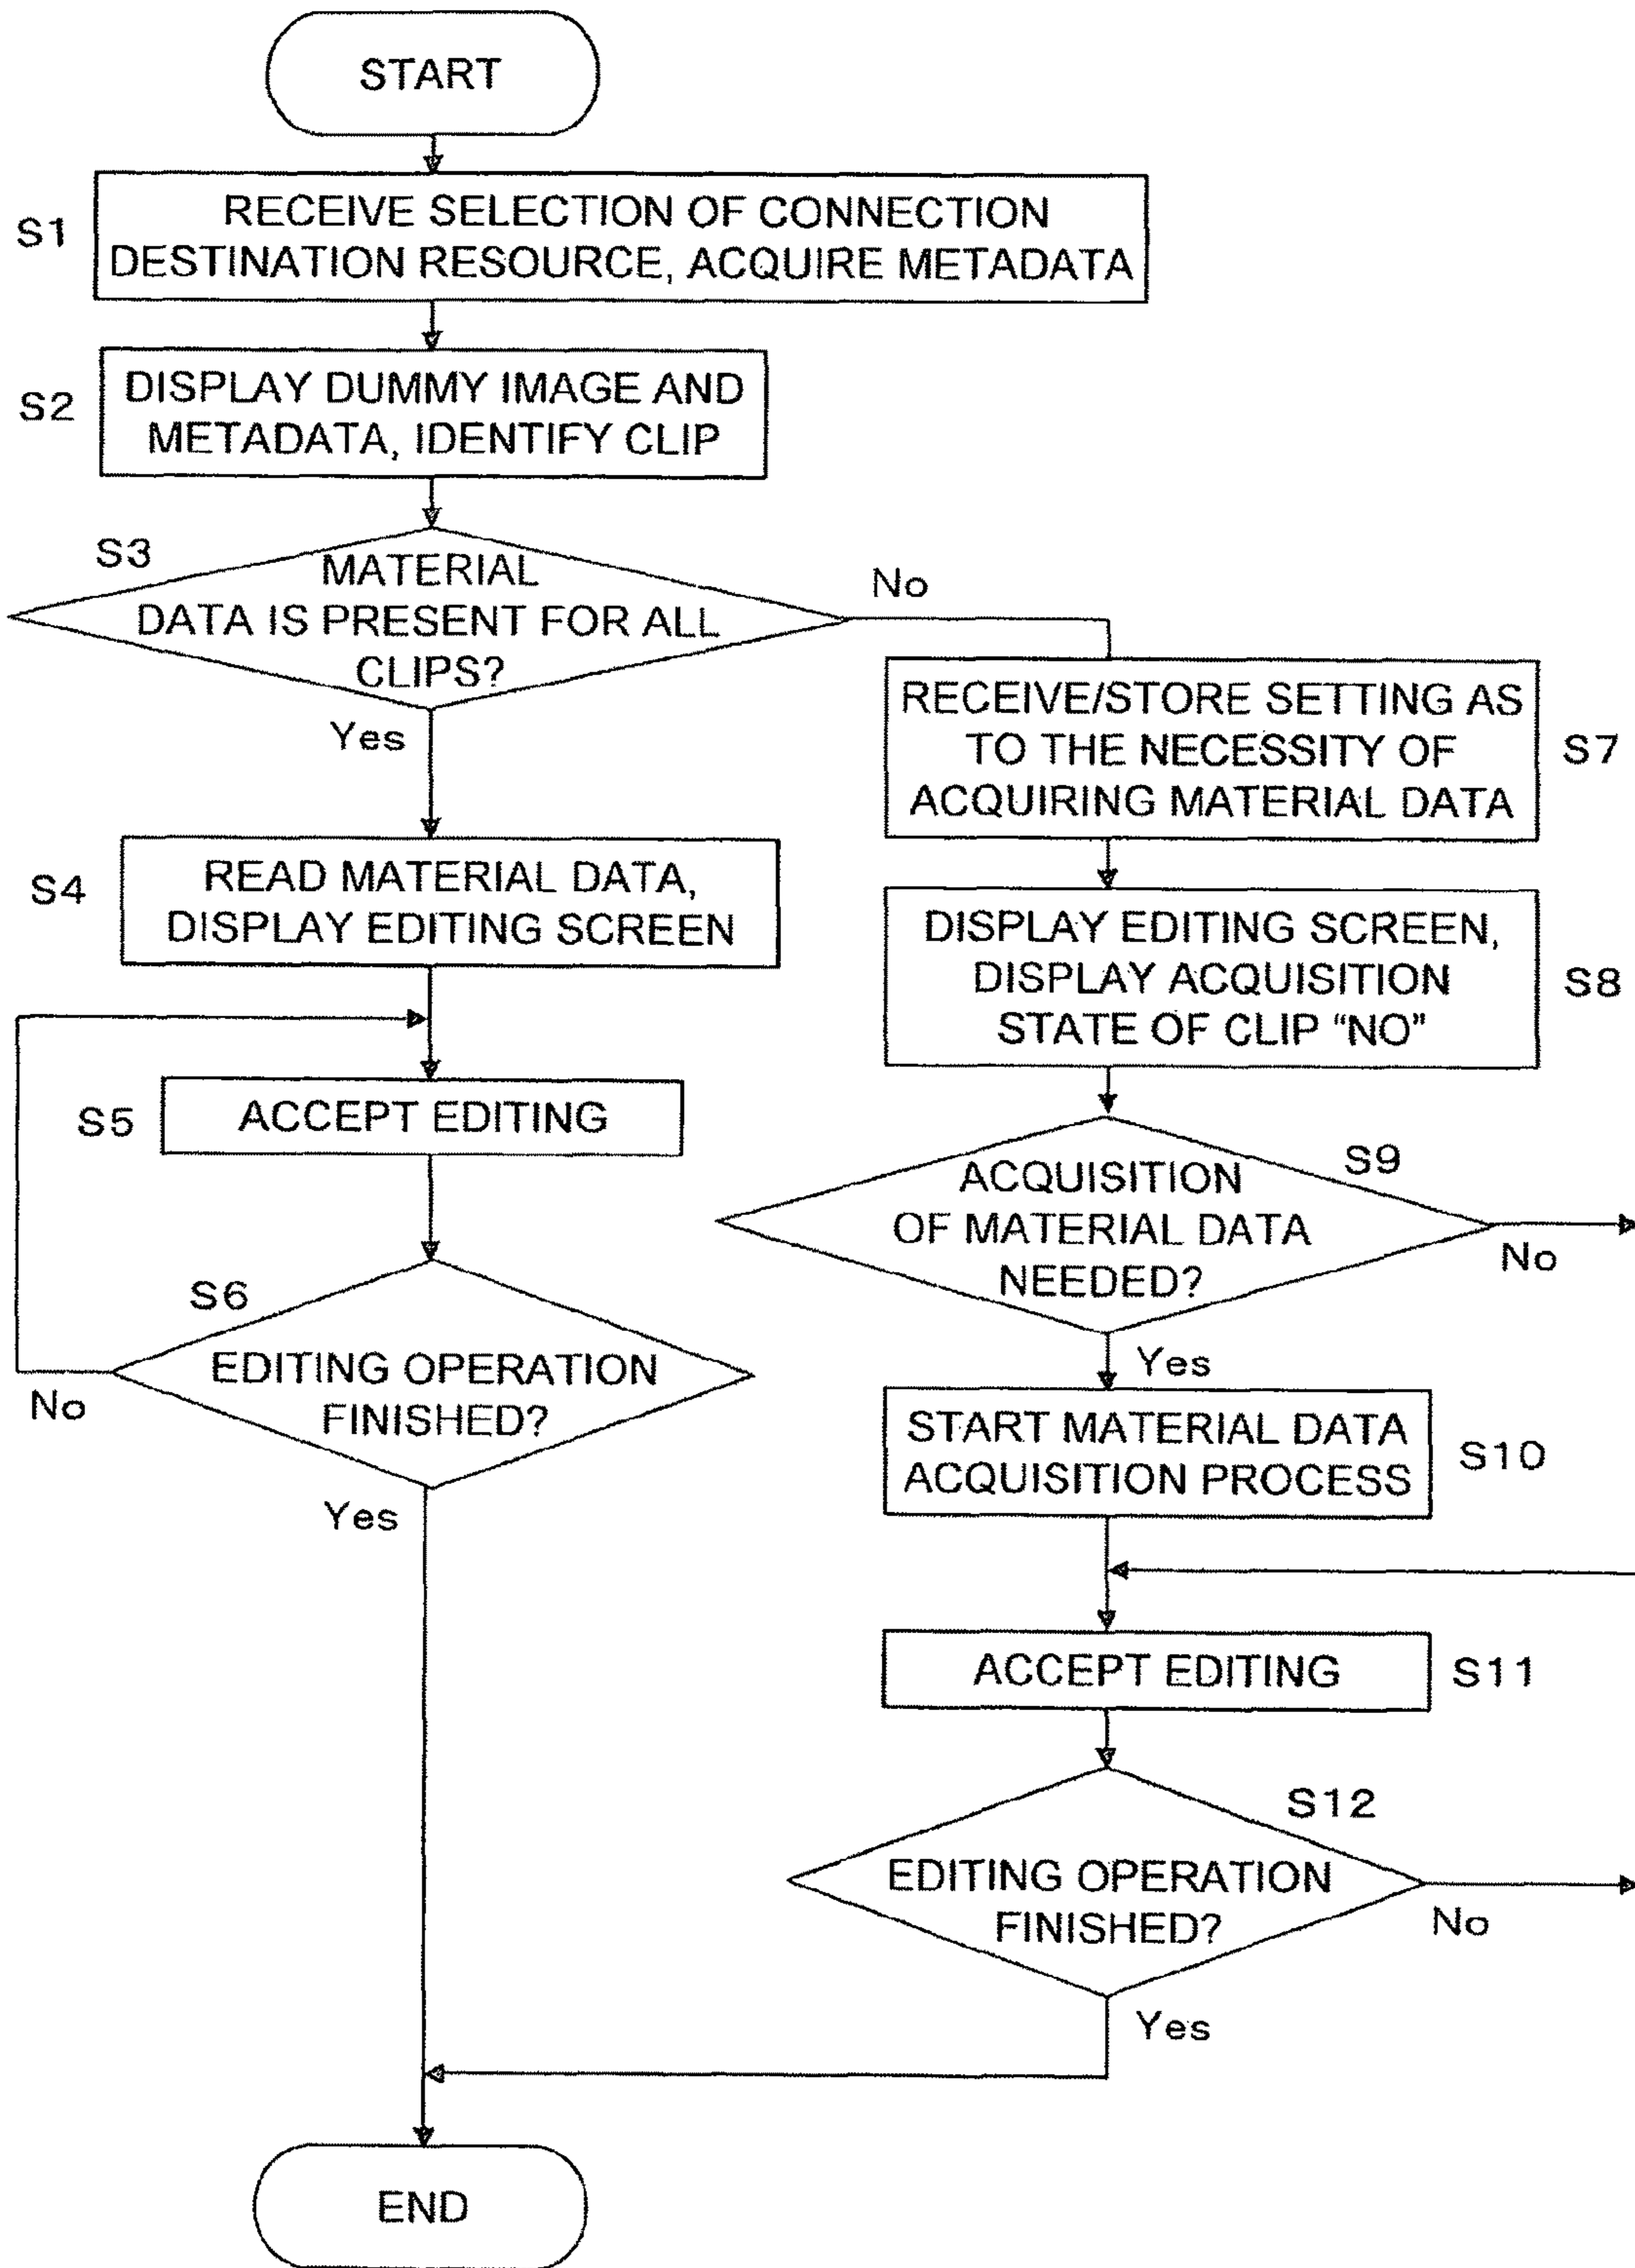 START
S1
RECEIVE SELECTION OF CONNECTION
DESTINATION RESOURCE, ACQUIRE METADATA
S2
DISPLAY DUMMY IMAGE AND
METADATA, IDENTIFY CLIP
S3
MATERIAL
DATA IS PRESENT FOR ALL
CLIPS?
No
Yes
S4
READ MATERIAL DATA,
DISPLAY EDITING SCREEN
S5
ACCEPT EDITING
S6
EDITING OPERATION
FINISHED?
No
Yes
RECEIVE/STORE SETTING AS
TO THE NECESSITY OF
ACQUIRING MATERIAL DATA
S7
DISPLAY EDITING SCREEN,
DISPLAY ACQUISITION
STATE OF CLIP “NO”
S8
S9
ACQUISITION
OF MATERIAL DATA
NEEDED?
No
Yes
START MATERIAL DATA
ACQUISITION PROCESS
S10
ACCEPT EDITING
S11
S12
EDITING OPERATION
FINISHED?
No
Yes
END